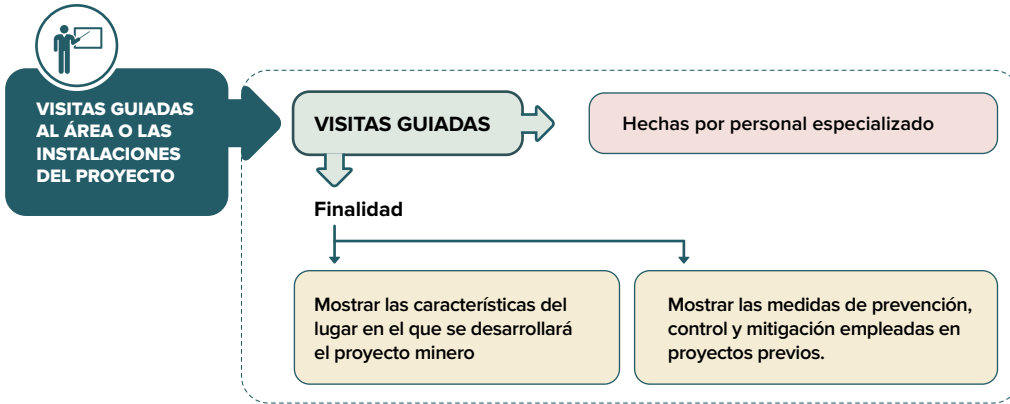 VISITAS GUIADAS
AL ÁREA O LAS
INSTALACIONES
DEL PROYECTO
VISITAS GUIADAS
Hechas por personal especializado
Finalidad
Mostrar las características del
lugar en el que se desarrollará
el proyecto minero
Mostrar las medidas de prevención,
control y mitigación empleadas en
proyectos previos.